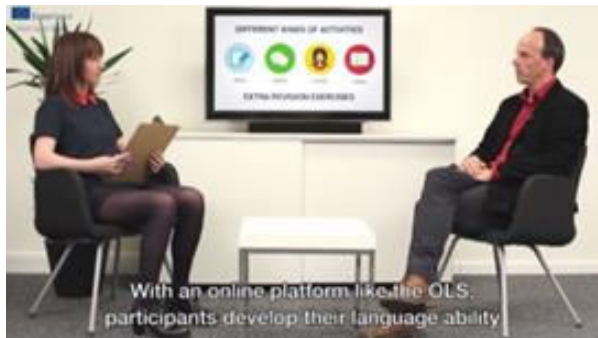 DIFFERENT KINDS OF ACTIVITIES
EXTRA REVISION EXERCISES
With an online platform like the OLS,
participants develop their language ability